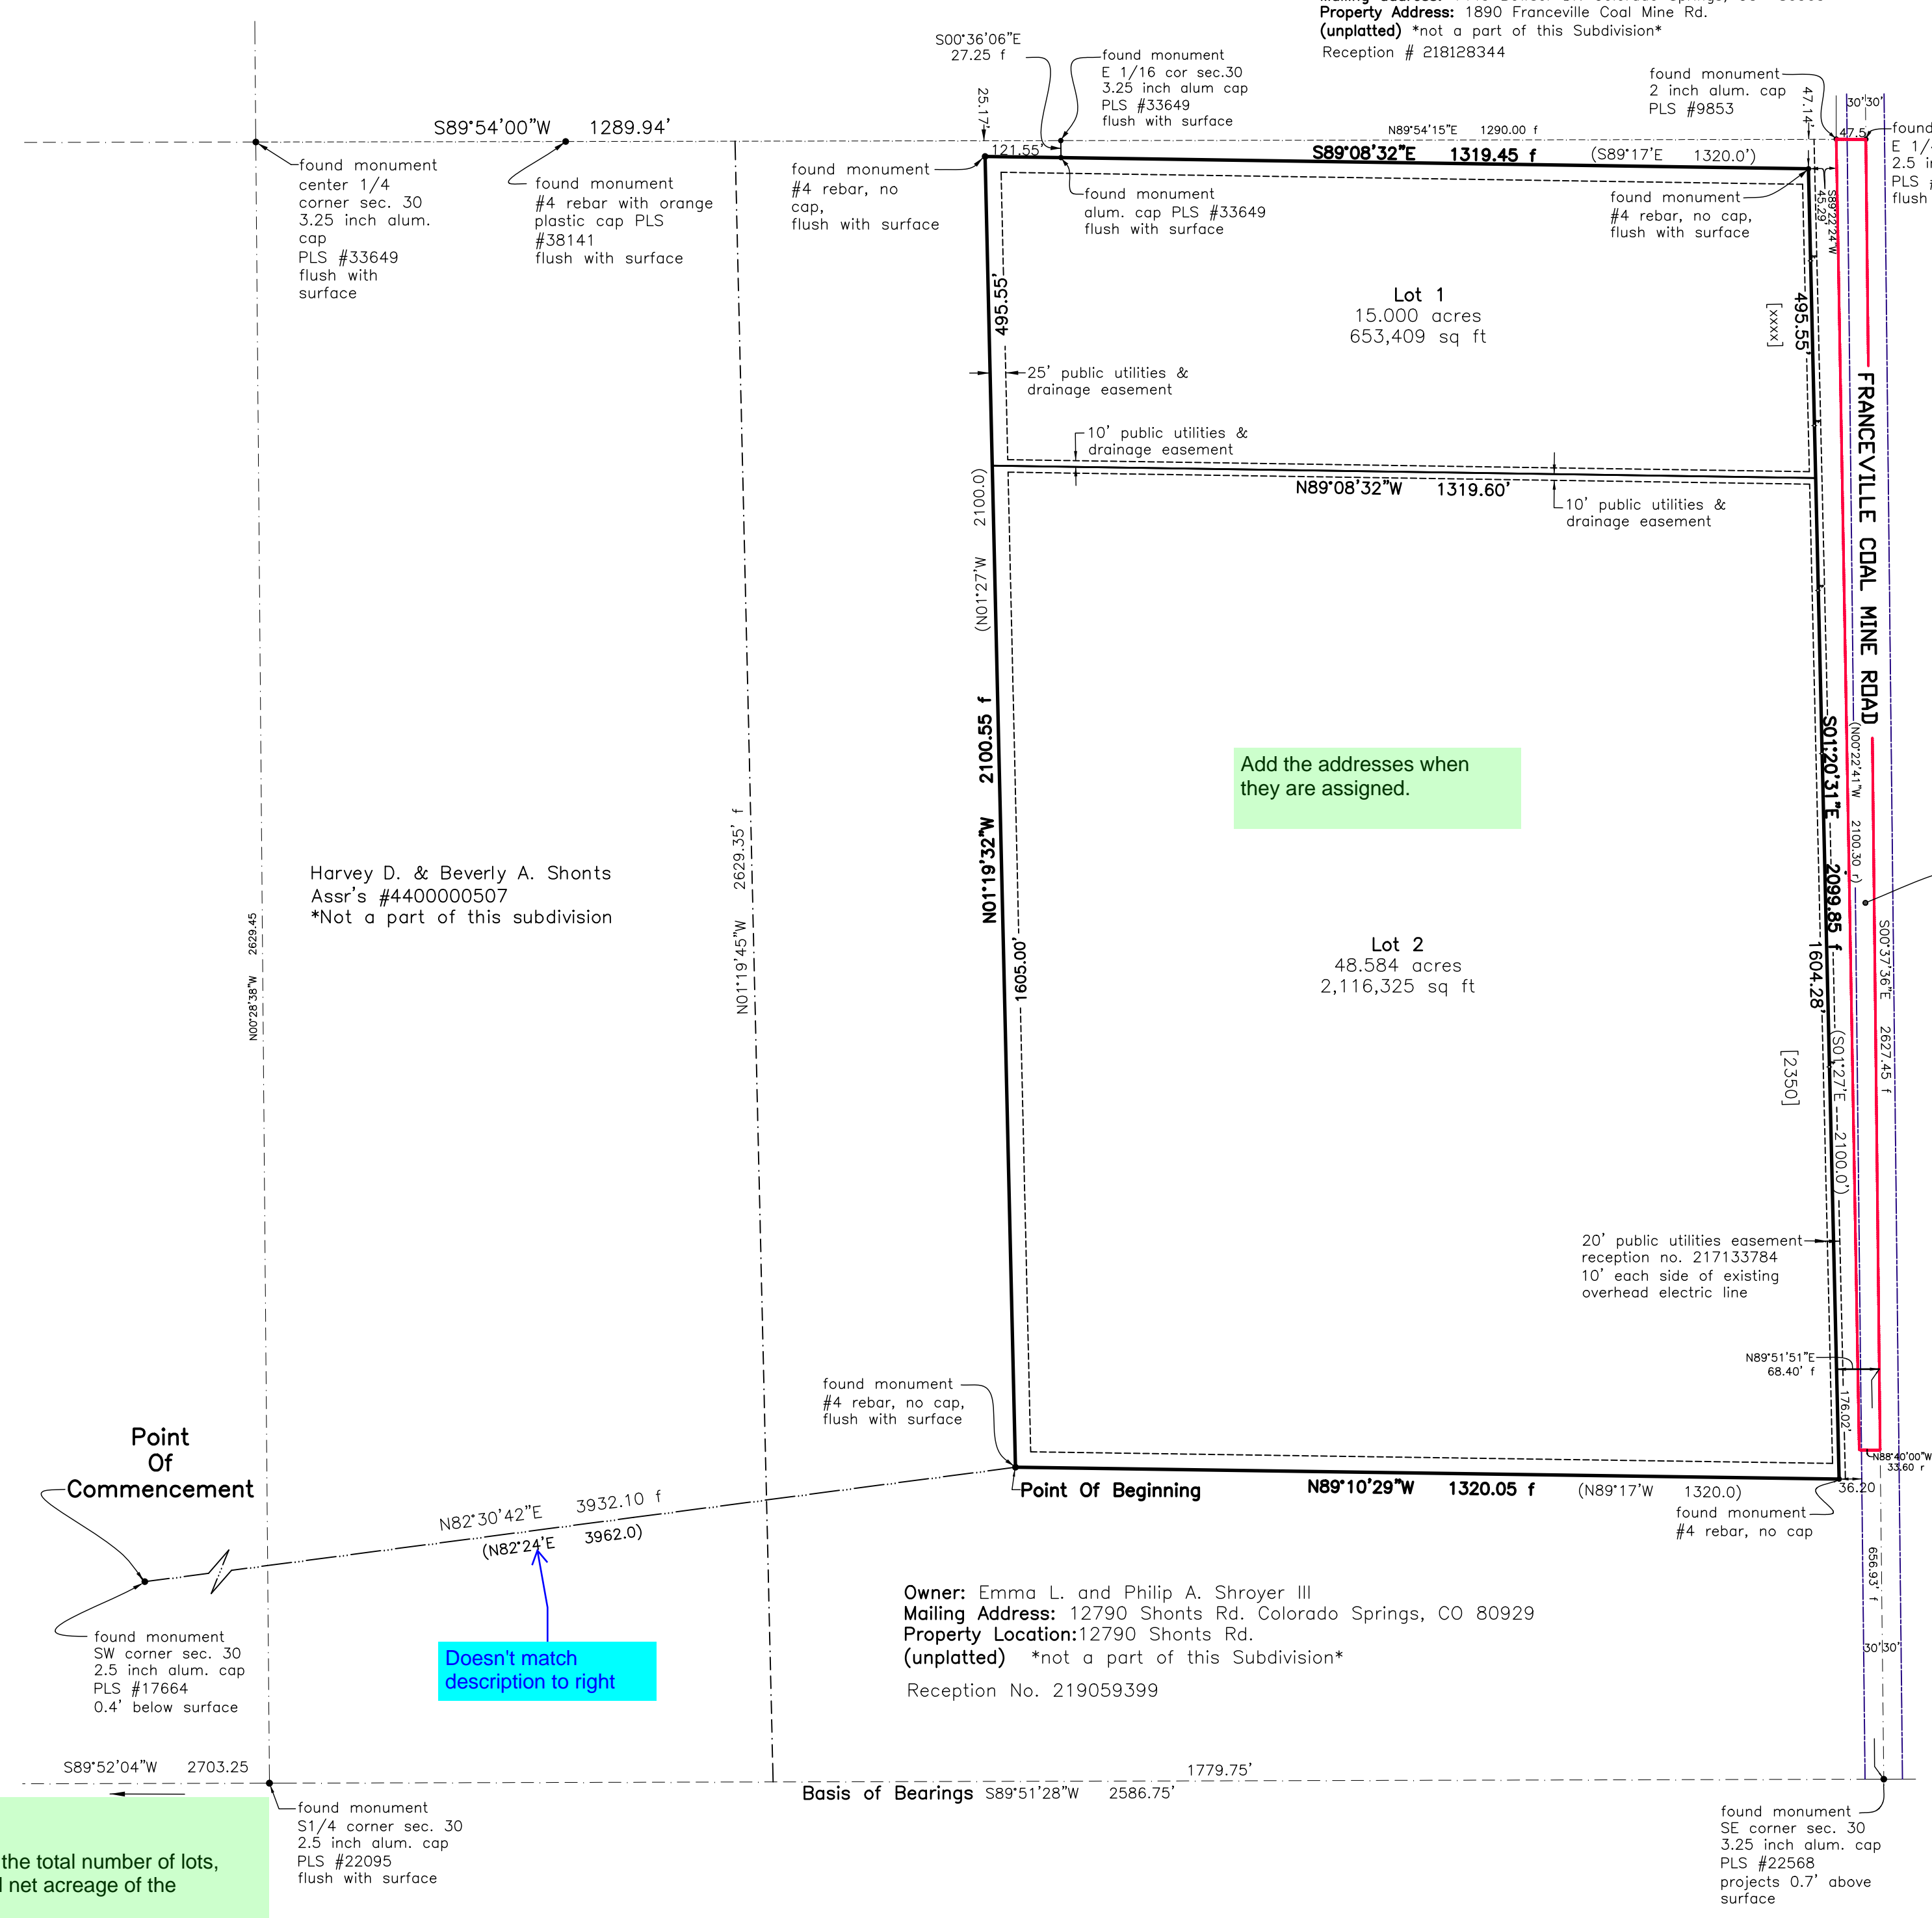 Property Address: 1890 Franceville Coal Mine Rd.
(unplatted) *not a part of this Subdivision*
Reception # 218128344
S00°36'06"E
27.25 f
found monument
E 1/16 cor sec.30
3.25 inch alum cap
PLS #33649
flush with surface
found monument
2 inch alum. cap
PLS #9853
25.17'
47.14'
30'30'
S89°54'00"W 1289.94'
N89°54'15"E 1290.00 f
47.5
found
E 1/
2.5 i
PLS #
flush
121.55'
S89°08'32"E 1319.45 f (S89°17'E 1320.0')
found monument
center 1/4
corner sec. 30
3.25 inch alum.
cap
PLS #33649
flush with
surface
found monument
#4 rebar with orange
plastic cap PLS
#38141
flush with surface
found monument
#4 rebar, no
cap,
flush with surface
found monument
alum. cap PLS #33649
flush with surface
found monument
#4 rebar, no cap,
flush with surface
S89°22'24"W
45.29'
495.55'
Lot 1
15.000 acres
653,409 sq ft
495.55'
[xxxx]
25' public utilities &
drainage easement
10' public utilities &
drainage easement
N89°08'32"W 1319.60'
10' public utilities &
drainage easement
FRANCEVILLE COAL MINE ROAD
(N01°27'W 2100.0)
N01°19'32"W 2100.55 f
S01°20'31"E 2099.85 f
(N00°22'41"W 2100.30 r)
Add the addresses when
they are assigned.
Harvey D. & Beverly A. Shonts
Assr's #4400000507
*Not a part of this subdivision
N00°28'38"W 2629.45
N01°19'45"W 2629.35' f
1605.00'
Lot 2
48.584 acres
2,116,325 sq ft
1604.28'
S00°37'36"E 2627.45 f
[2350]
(S01°27'E 2100.0')
20' public utilities easement
reception no. 217133784
10' each side of existing
overhead electric line
N89°51'51"E
68.40' f
176.02'
found monument
#4 rebar, no cap,
flush with surface
Point
Of
Commencement
N88°40'00"W
33.60 r
36.20
Point Of Beginning
N89°10'29"W 1320.05 f (N89°17'W 1320.0)
found monument
#4 rebar, no cap
N82°30'42"E 3932.10 f
(N82°24'E 3962.0)
656.93' f
Owner: Emma L. and Philip A. Shroyer III
Mailing Address: 12790 Shonts Rd. Colorado Springs, CO 80929
Property Location:12790 Shonts Rd.
(unplatted) *not a part of this Subdivision*
Reception No. 219059399
found monument
SW corner sec. 30
2.5 inch alum. cap
PLS #17664
0.4' below surface
Doesn't match
description to right
30'30'
S89°52'04"W 2703.25
1779.75'
Basis of Bearings S89°51'28"W 2586.75'
found monument
S1/4 corner sec. 30
2.5 inch alum. cap
PLS #22095
flush with surface
found monument
SE corner sec. 30
3.25 inch alum. cap
PLS #22568
projects 0.7' above
surface
the total number of lots,
net acreage of the